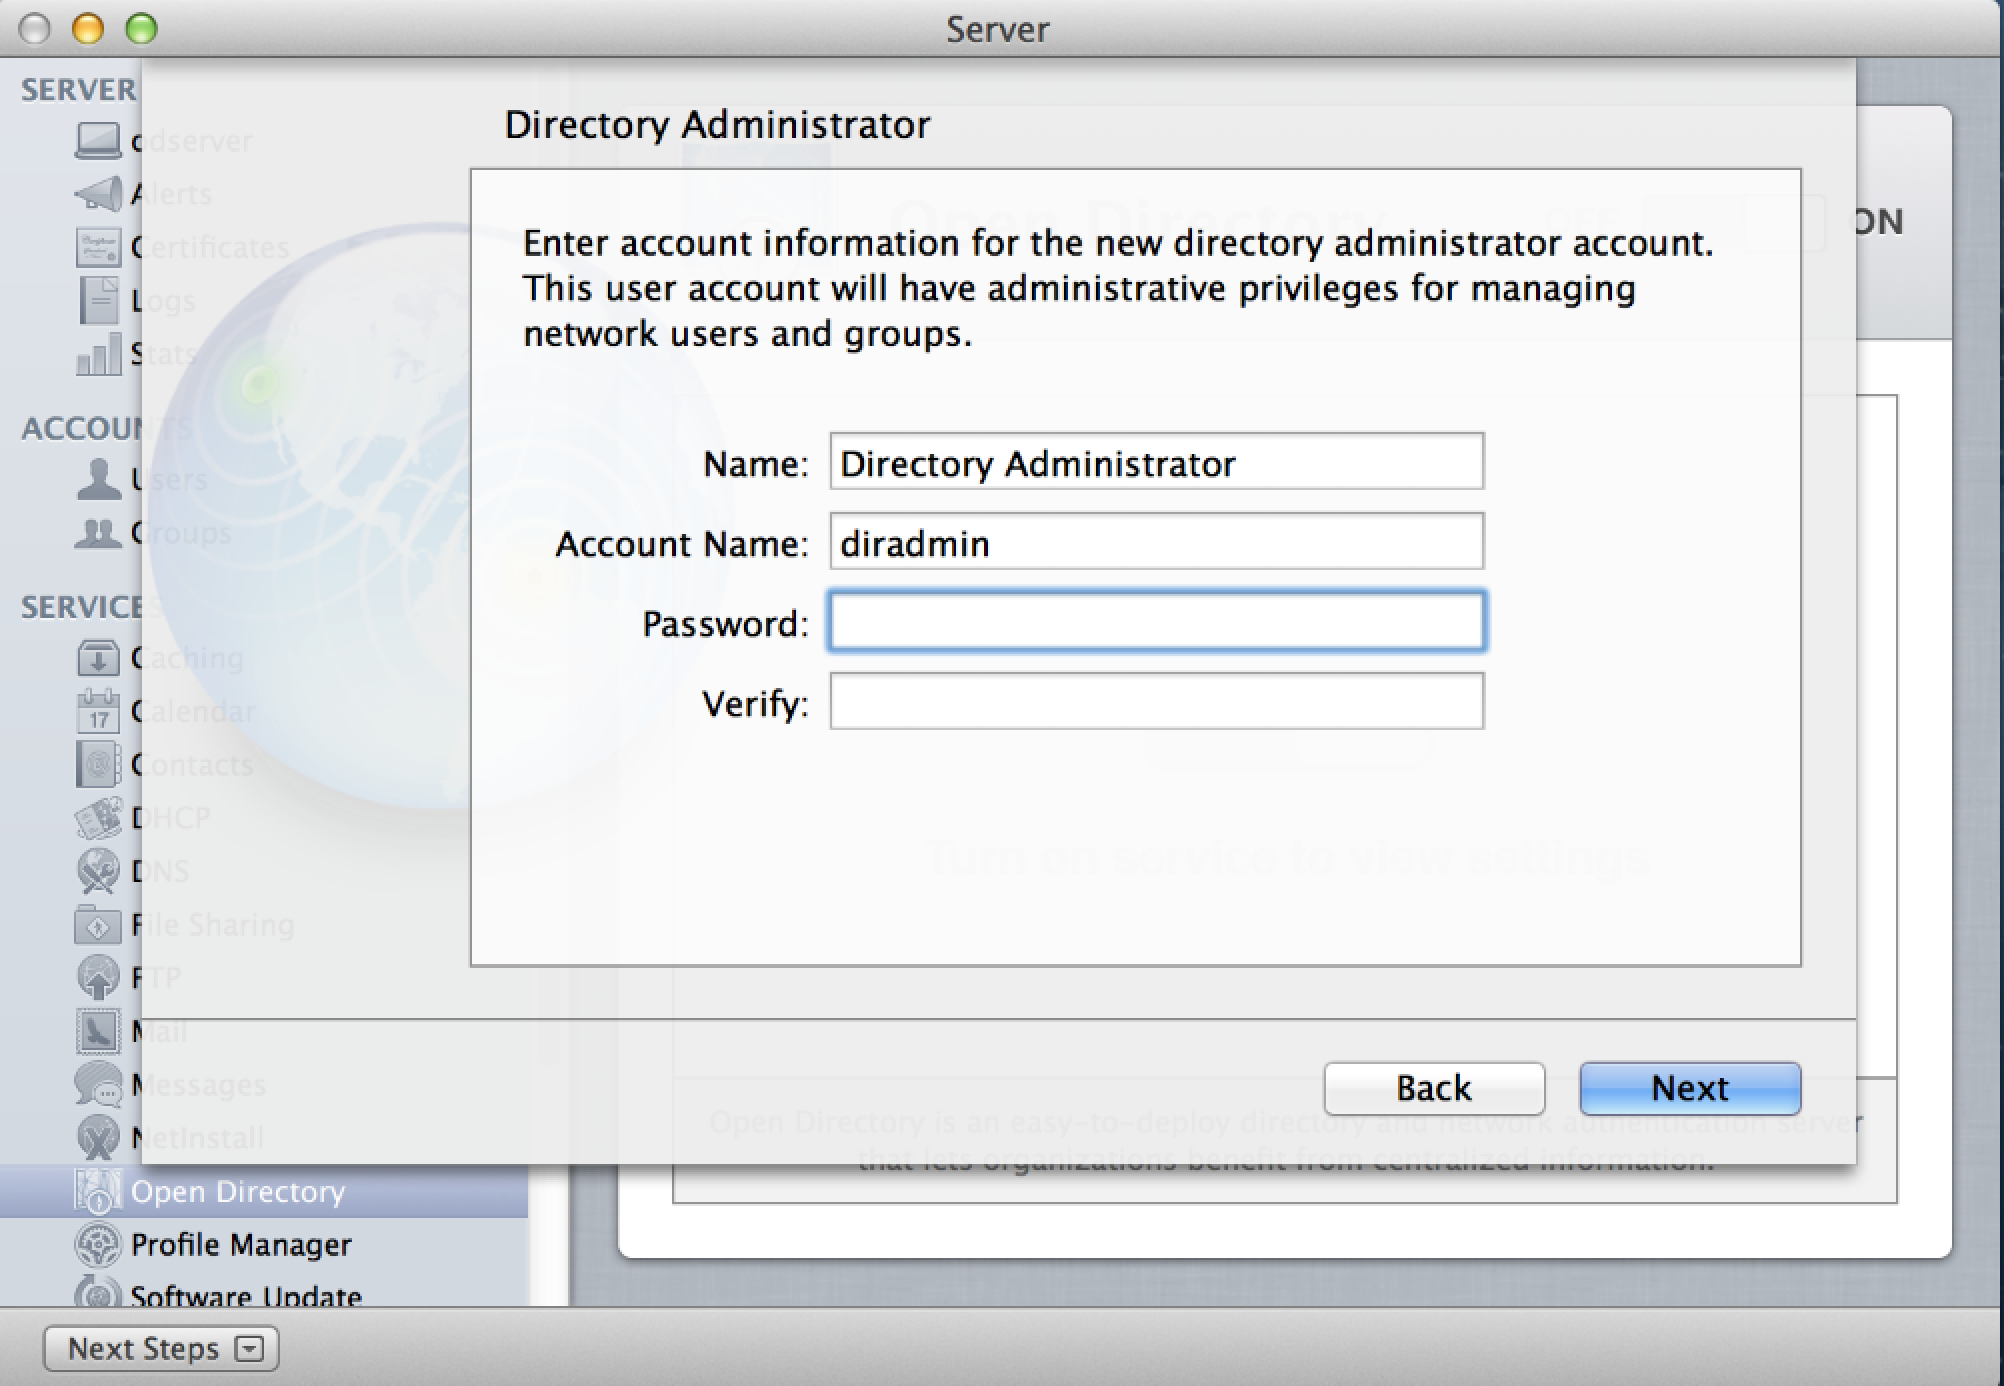 Server
SERVER
odserver
Alerts
Certificates
Logs
Stats
ACCOUNTS
Users
Groups
SERVICES
Caching
Calendar
17
Contacts
DHCP
DNS
File Sharing
FTP
Mail
Messages
NetInstall
Open Directory
Profile Manager
Software Update
Next Steps
Directory Administrator
Enter account information for the new directory administrator account.
This user account will have administrative privileges for managing
network users and groups.
Name: Directory Administrator
Account Name: diradmin
Password:
Verify:
Back
Next
Open Directory
OFF
ON
Turn on service to view settings
Open Directory is an easy-to-deploy directory and network authentication server
that lets organizations benefit from centralized information.